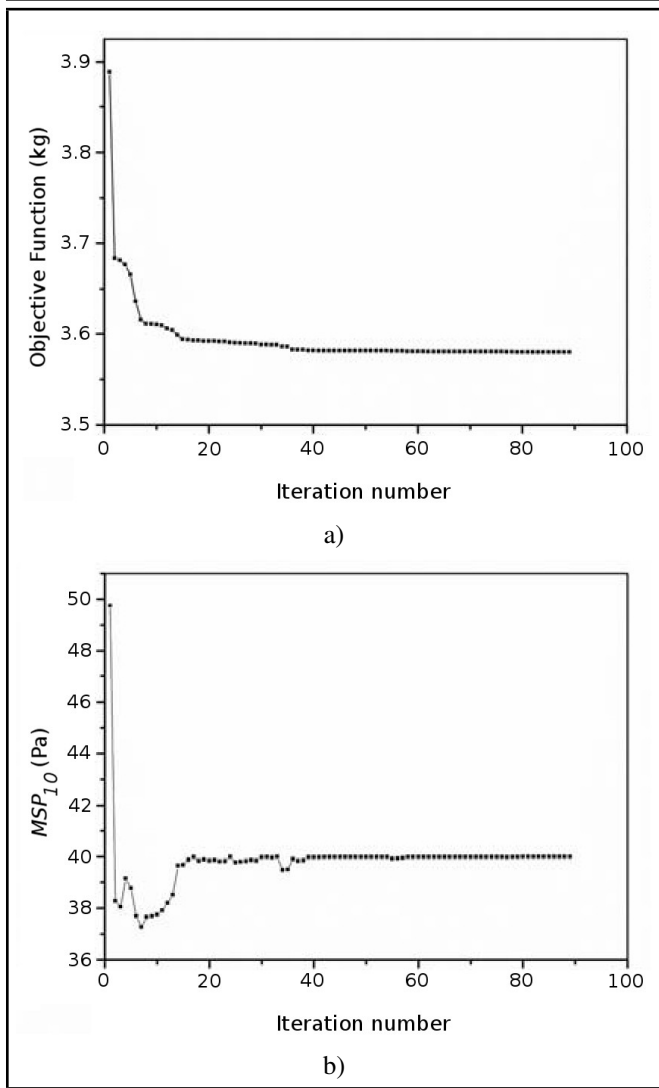 3.9
3.8
3.7
3.6
3.5
Objective Function (kg)
0 20 40 60 80 100
Iteration number
a)
50
48
46
44
42
40
38
36
MSP10 (Pa)
0 20 40 60 80 100
Iteration number
b)